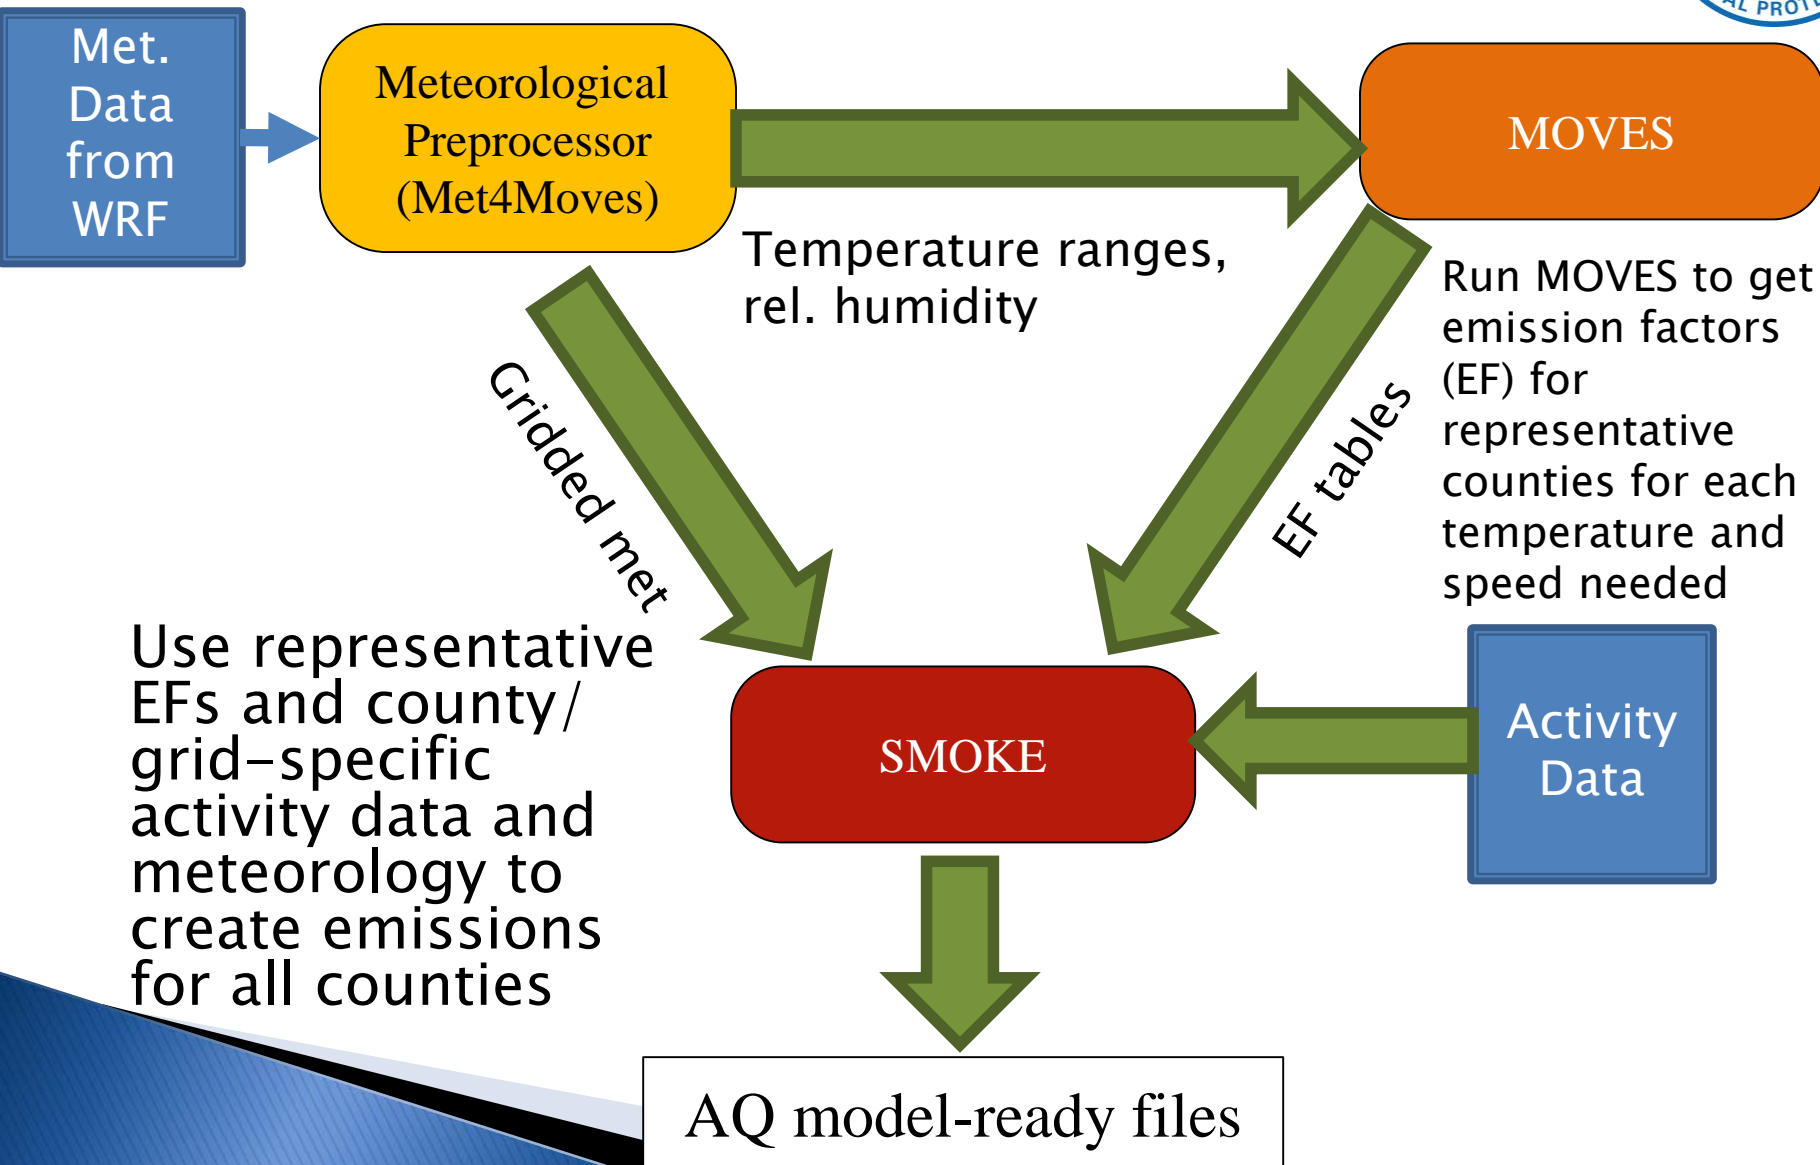 Met.
Data
from
WRF
Meteorological
Preprocessor
(Met4Moves)
MOVES
Temperature ranges,
rel. humidity
Run MOVES to get
emission factors
(EF) for
representative
counties for each
temperature and
speed needed
Gridded met
EF tables
Use representative
EFs and county/
grid-specific
activity data and
meteorology to
create emissions
for all counties
SMOKE
Activity
Data
AQ model-ready files